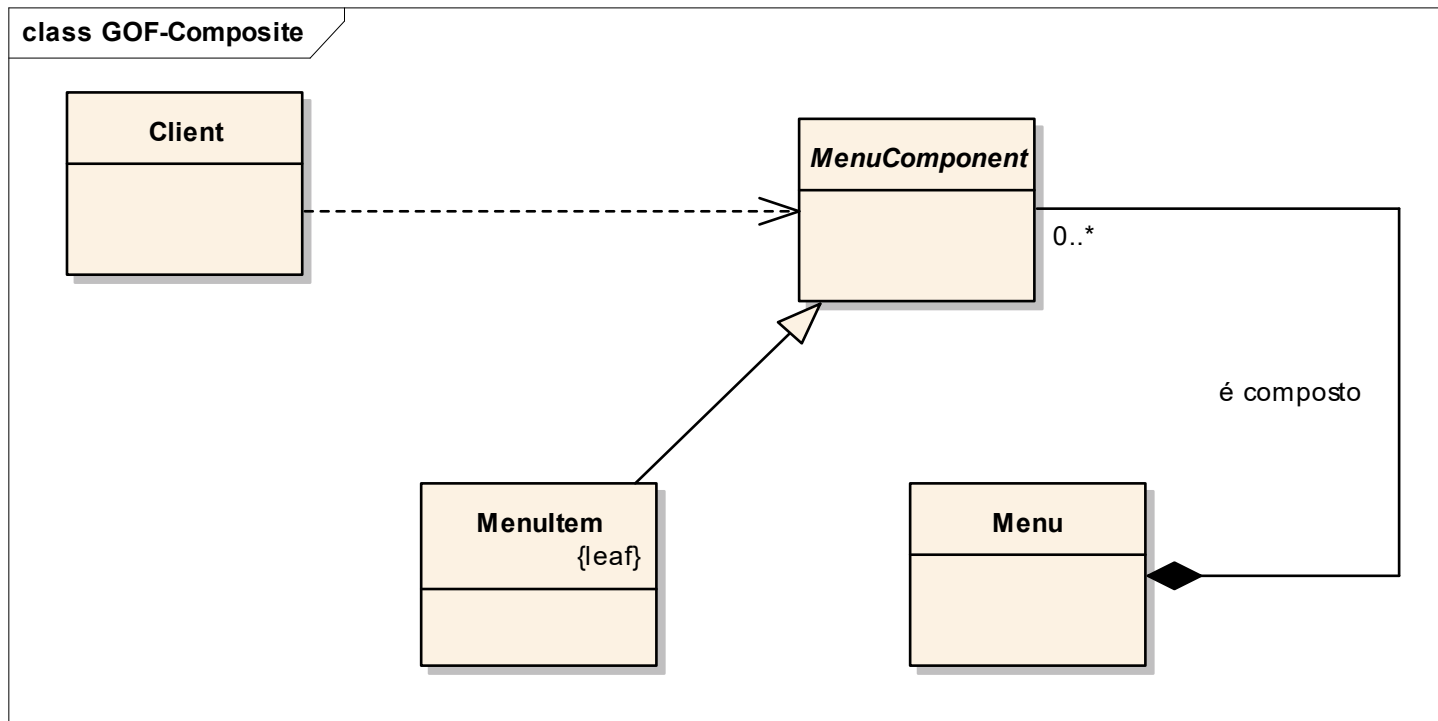 class GOF-Composite
Client
MenuComponent
0..*
é composto
MenuItem
{leaf}
Menu